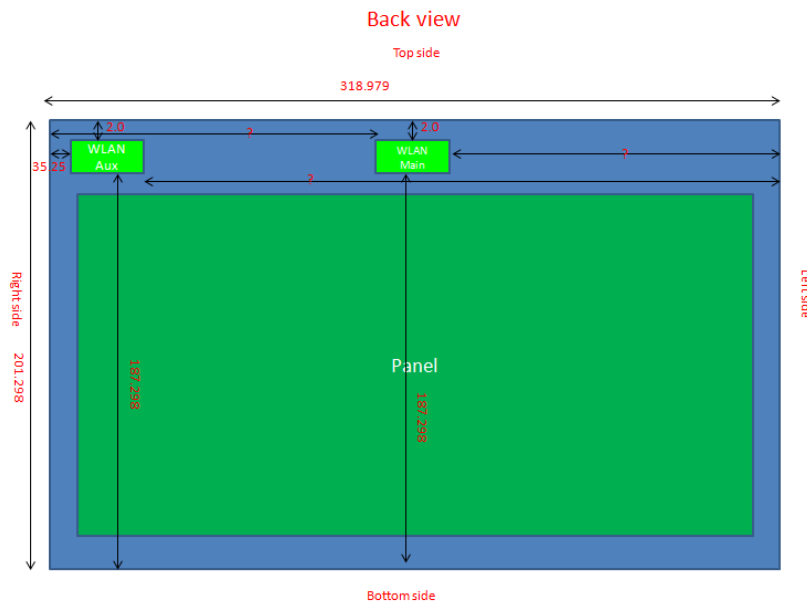 Back view
Top side
318.979
2.0
?
2.0
WLAN
Aux
WLAN
Main
35.25
?
?
Right side
Left side
201.298
Panel
187.298
187.298
Bottom side